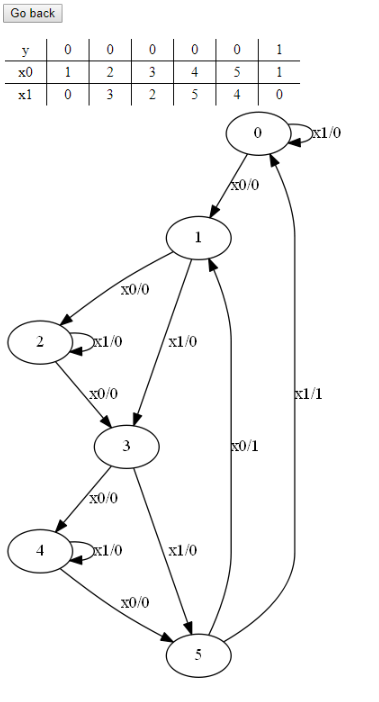 Go back
y 0 0 0 0 0 1
x0 1 2 3 4 5 1
x1 0 3 2 5 4 0
0
x1/0
x0/0
1
x0/0
2
x1/0
x1/0
x0/0
x1/1
3
x0/1
x0/0
4
x1/0
x1/0
x0/0
5